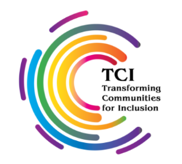 TCI
Transforming
Communities
for Inclusion